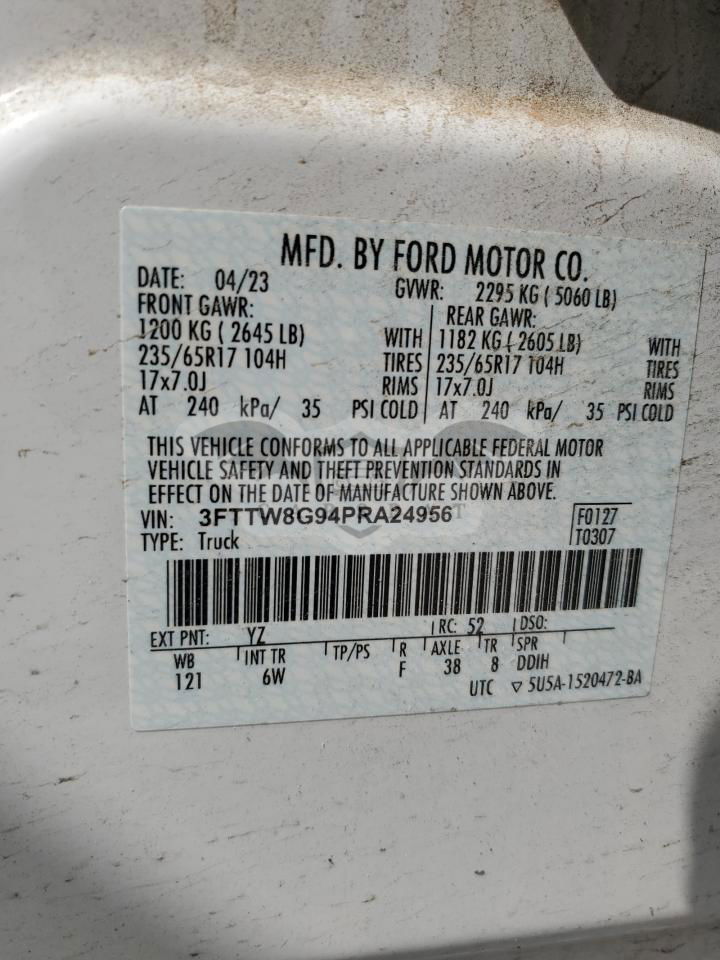 MFD. BY FORD MOTOR CO.
DATE: 04/23 GVWR: 2295 KG ( 5060 LB)
FRONT GAWR: REAR GAWR:
1200 KG ( 2645 LB) WITH 1182 KG ( 2605 LB) WITH
235/65R17 104H TIRES 235/65R17 104H TIRES
17x7.0J RIMS 17x7.0J RIMS
AT 240 kPa/ 35 PSI COLD AT 240 kPa/ 35 PSI COLD
THIS VEHICLE CONFORMS TO ALL APPLICABLE FEDERAL MOTOR
VEHICLE SAFETY AND THEFT PREVENTION STANDARDS IN
EFFECT ON THE DATE OF MANUFACTURE SHOWN ABOVE.
VIN: 3FTTW8G94PRA24956 F0127
TYPE: Truck T0307
EXT PNT: YZ RC: 52 DSO:
WB INT TR TP/PS R AXLE TR SPR
121 6W F 38 8 DDIH
UTC ▽ 5U5A-1520472-BA